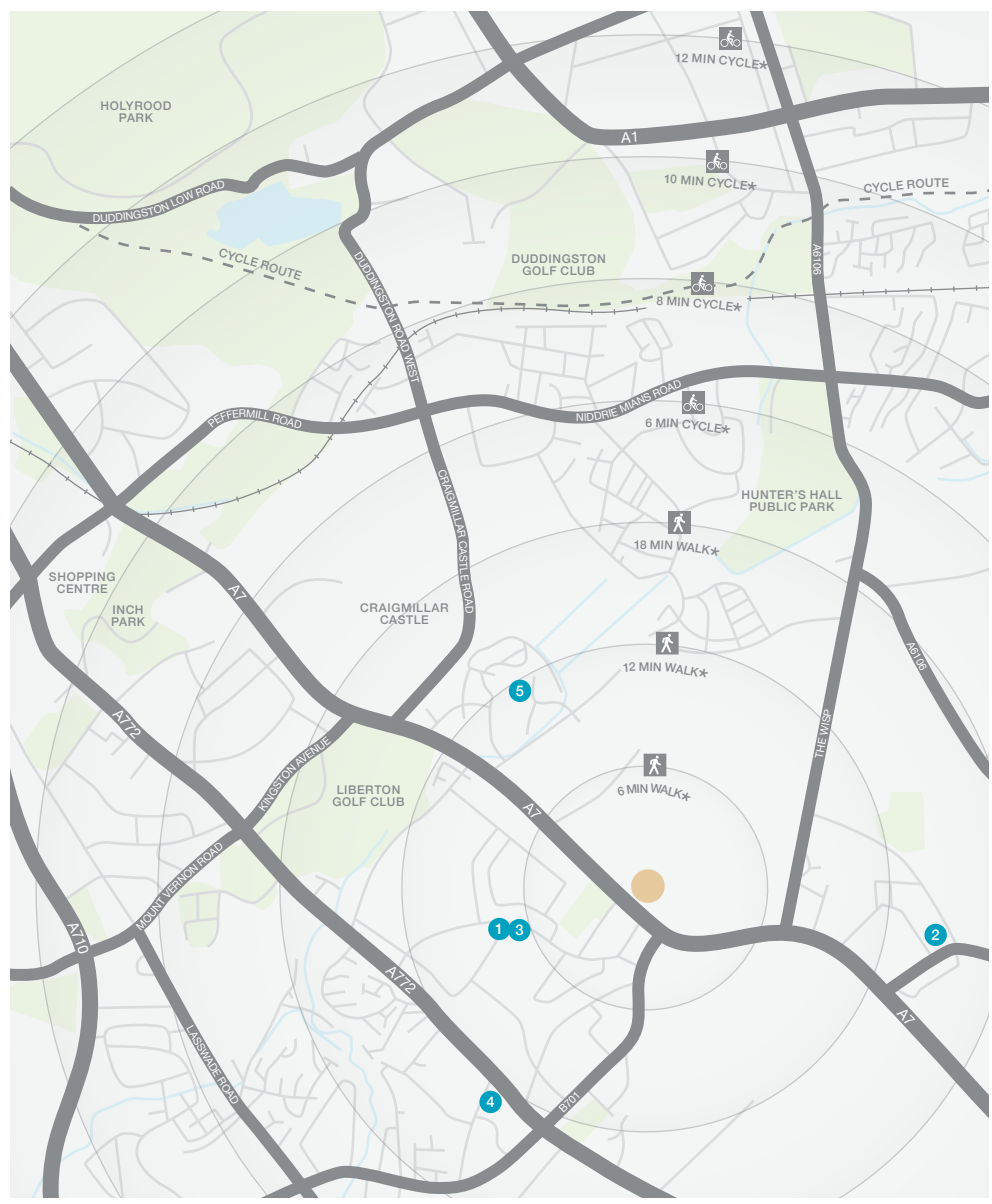 12 MIN CYCLE*
HOLYROOD
PARK
A1
10 MIN CYCLE*
CYCLE ROUTE
DUDDINGSTON LOW ROAD
CYCLE ROUTE
DUDDINGSTON
GOLF CLUB
A6106
8 MIN CYCLE*
DUDDINGSTON ROAD WEST
NIDDRIE MIANS ROAD
PEFFERMILL ROAD
6 MIN CYCLE*
HUNTER'S HALL
PUBLIC PARK
CRAIGMILLAR CASTLE ROAD
18 MIN WALK*
SHOPPING
CENTRE
A7
INCH
PARK
CRAIGMILLAR
CASTLE
A6106
12 MIN WALK*
5
A772
THE WISP
KINGSTON AVENUE
6 MIN WALK*
LIBERTON
GOLF CLUB
A7
MOUNT VERNON ROAD
A710
1
3
2
A772
A7
LASSWADE ROAD
4
B701